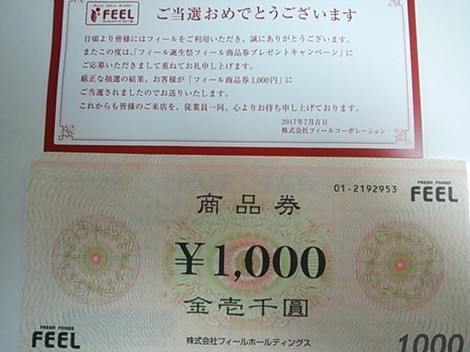 FEEL
ご当選おめでとうございます
日頃より皆様にはフィールをご利用いただき、誠にありがとうございます。
またこの度は、「フィール誕生祭フィール商品券プレゼントキャンペーン」に
ご応募いただきまして重ねてお礼申し上げます。
厳正な抽選の結果、お客様が「フィール商品券1,000円」に
ご当選されましたのでお送りいたします。
これからも皆様のご来店を、従業員一同、心よりお待ち申し上げております。
2017年7月吉日
株式会社フィールコーポレーション
01-2192953
FRESH FOODS
FEEL
商品券
¥1,000
金壱千圓
FRESH FOODS
FEEL
株式会社フィールホールディングス
1000